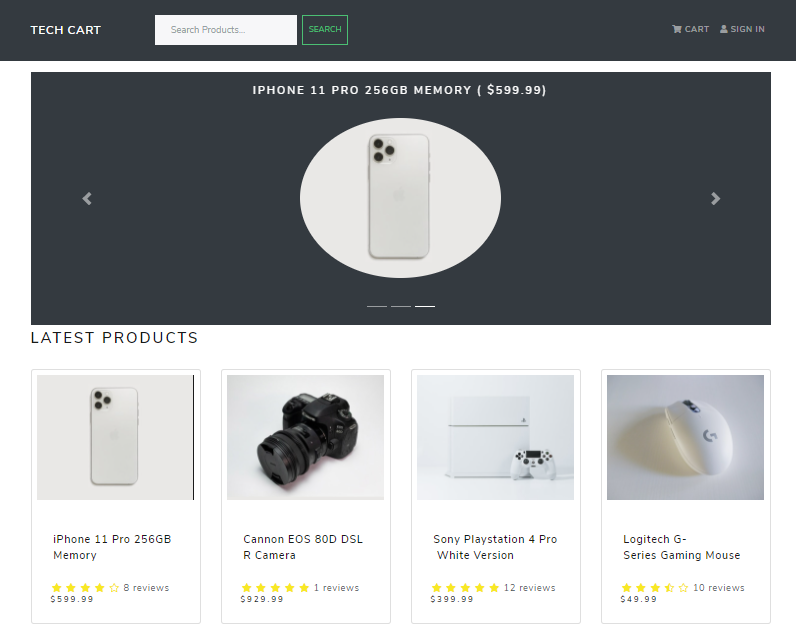 TECH CART
Search Products...
SEARCH
CART
SIGN IN
IPHONE 11 PRO 256GB MEMORY ( $599.99)
LATEST PRODUCTS
iPhone 11 Pro 256GB
Memory
8 reviews
$599.99
Cannon EOS 80D DSL
R Camera
1 reviews
$929.99
Sony Playstation 4 Pro
White Version
12 reviews
$399.99
Logitech G-
Series Gaming Mouse
10 reviews
$49.99